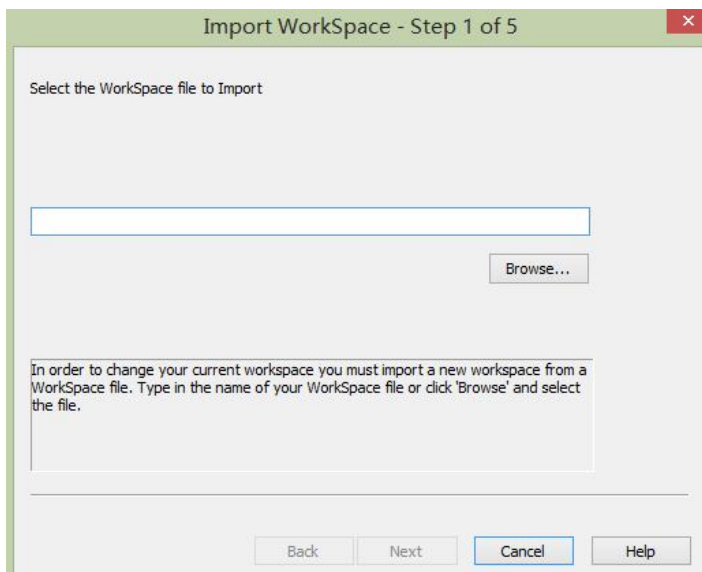 Import WorkSpace - Step 1 of 5
Select the WorkSpace file to Import
Browse...
In order to change your current workspace you must import a new workspace from a
WorkSpace file. Type in the name of your WorkSpace file or click 'Browse' and select
the file.
Back Next Cancel Help